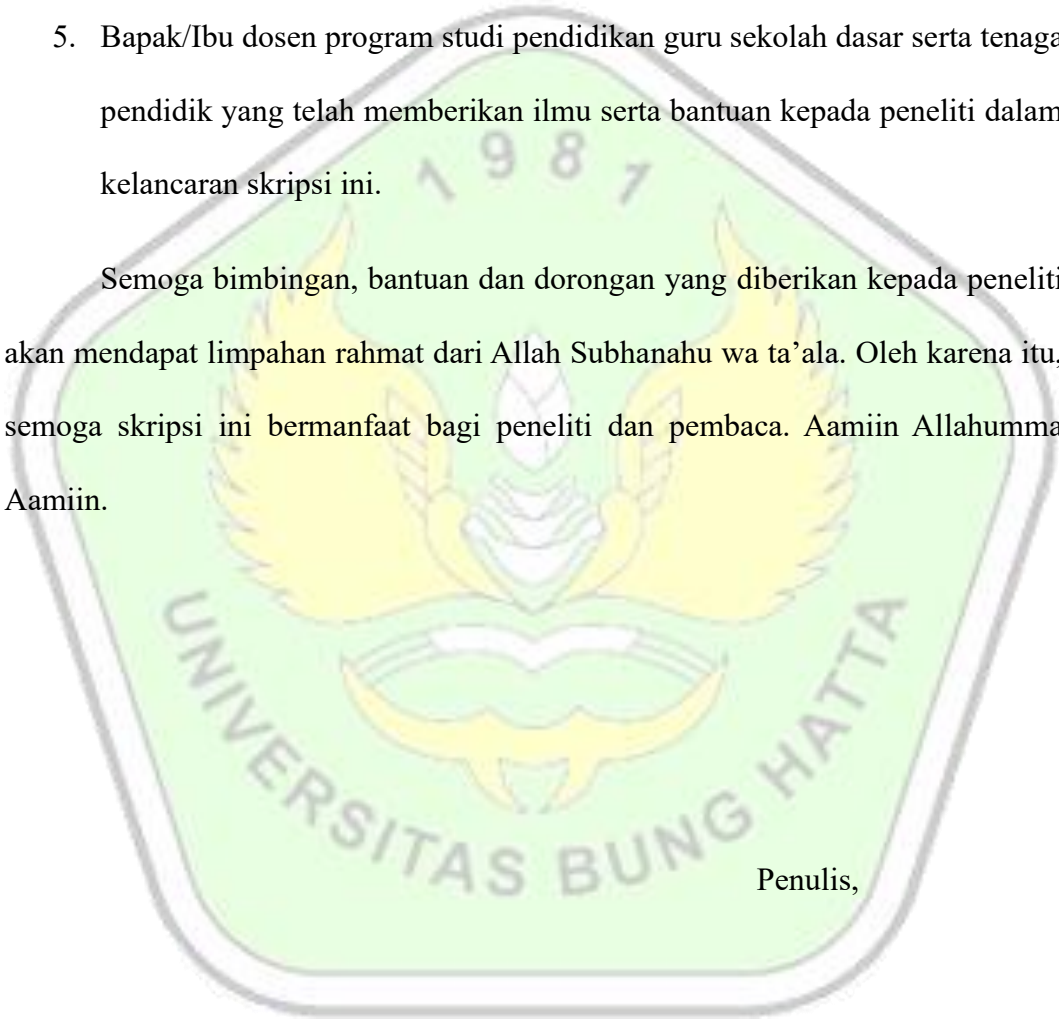 5. Bapak/Ibu dosen program studi pendidikan guru sekolah dasar serta tenaga
pendidik yang telah memberikan ilmu serta bantuan kepada peneliti dalam
kelancaran skripsi ini.
1981
Semoga bimbingan, bantuan dan dorongan yang diberikan kepada peneliti
akan mendapat limpahan rahmat dari Allah Subhanahu wa ta’ala. Oleh karena itu,
semoga skripsi ini bermanfaat bagi peneliti dan pembaca. Aamiin Allahumma
Aamiin.
UNIVERSITAS BUNG HATTA
Penulis,